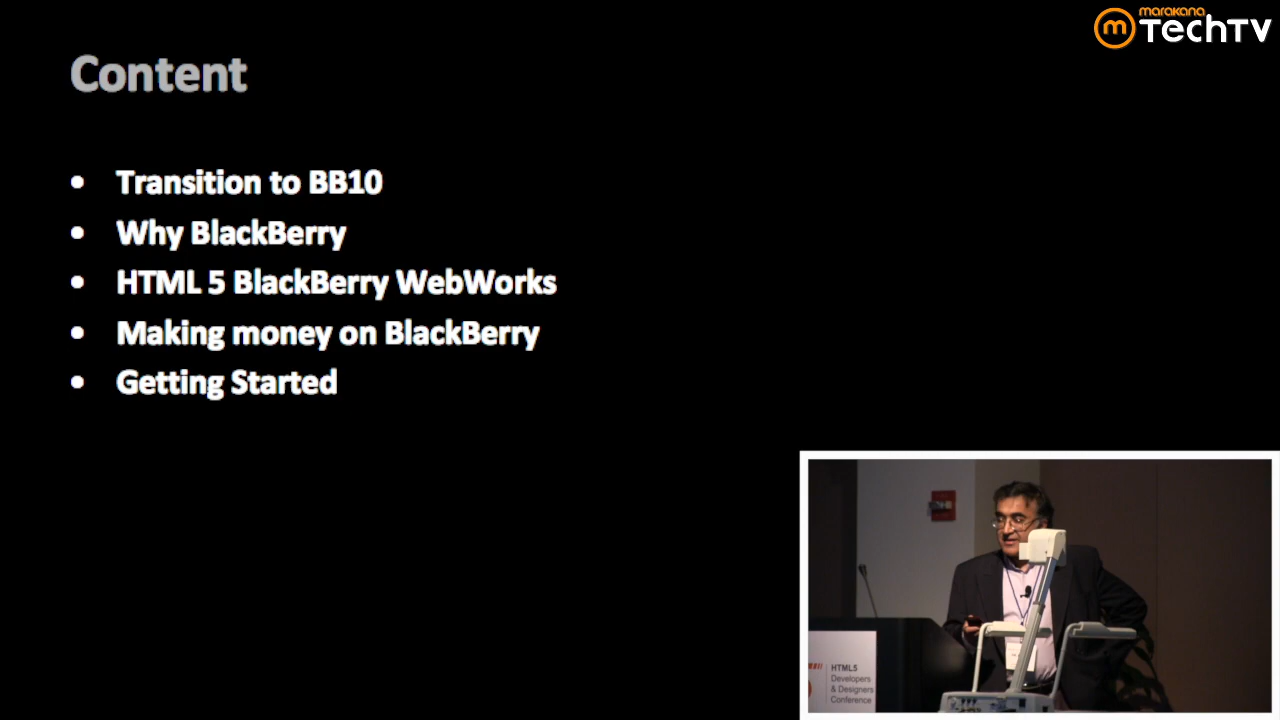 marakana
TechTV
Content
• Transition to BB10
• Why BlackBerry
• HTML 5 BlackBerry WebWorks
• Making money on BlackBerry
• Getting Started
HTML5
Developers
& Designers
Conference